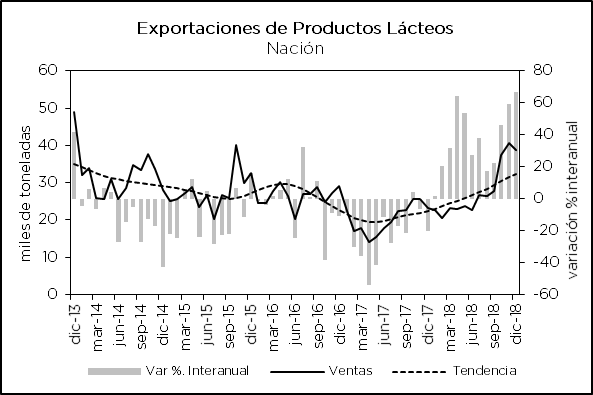 Exportaciones de Productos Lácteos
Nación
miles de toneladas
60
50
40
30
20
10
0
80
60
40
20
0
-20
-40
-60
variación % interanual
dic-13
mar-14
jun-14
sep-14
dic-14
mar-15
jun-15
sep-15
dic-15
mar-16
jun-16
sep-16
dic-16
mar-17
jun-17
sep-17
dic-17
mar-18
jun-18
sep-18
dic-18
Var %. Interanual
Ventas
Tendencia